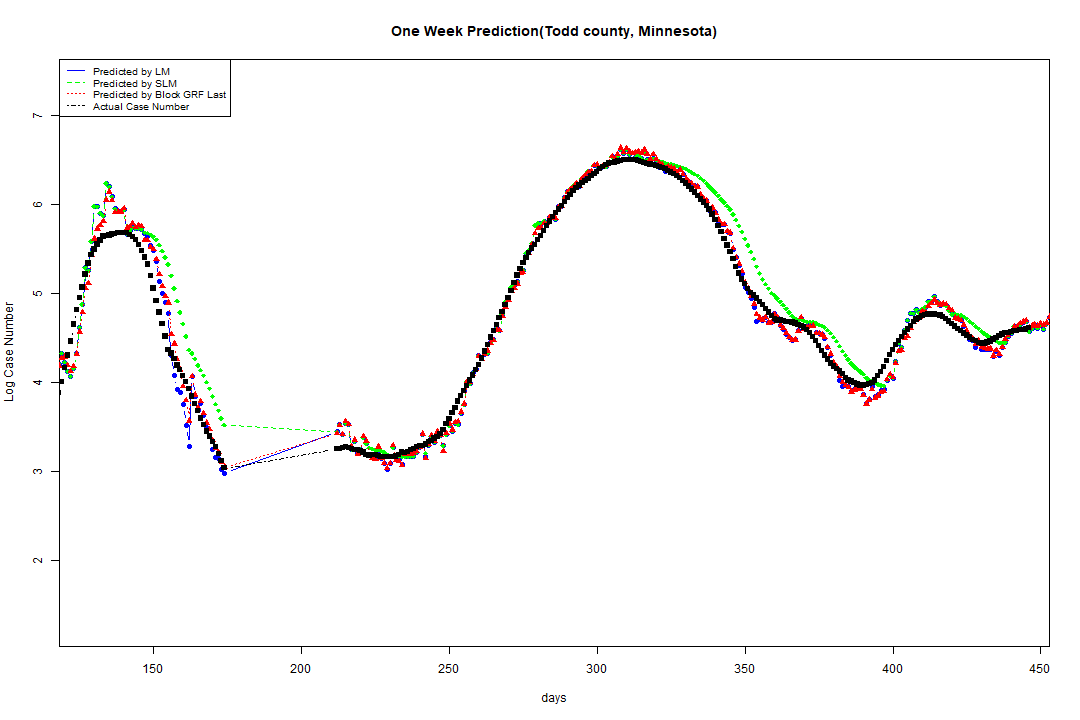 One Week Prediction(Todd county, Minnesota)
Predicted by LM
Predicted by SLM
Predicted by Block GRF Last
Actual Case Number
7
6
5
4
3
2
Log Case Number
150 200 250 300 350 400 450
days